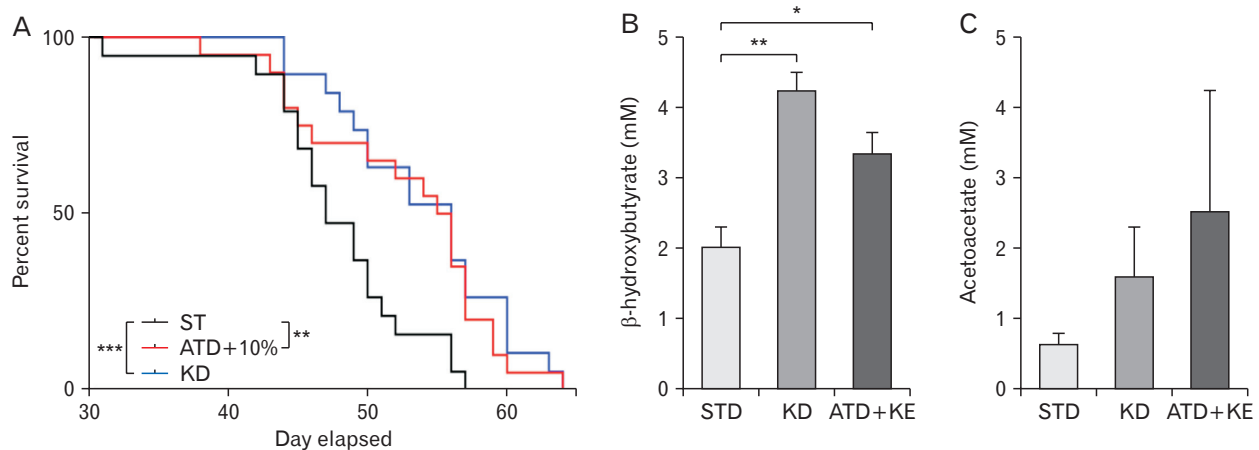 A
Percent survival
100
50
0
30
40
50
60
Day elapsed
ST
ATD+10%
KD
***
**
B
β-hydroxybutyrate (mM)
5
4
3
2
1
0
*
**
STD
KD
ATD+KE
C
Acetoacetate (mM)
5
4
3
2
1
0
STD
KD
ATD+KE